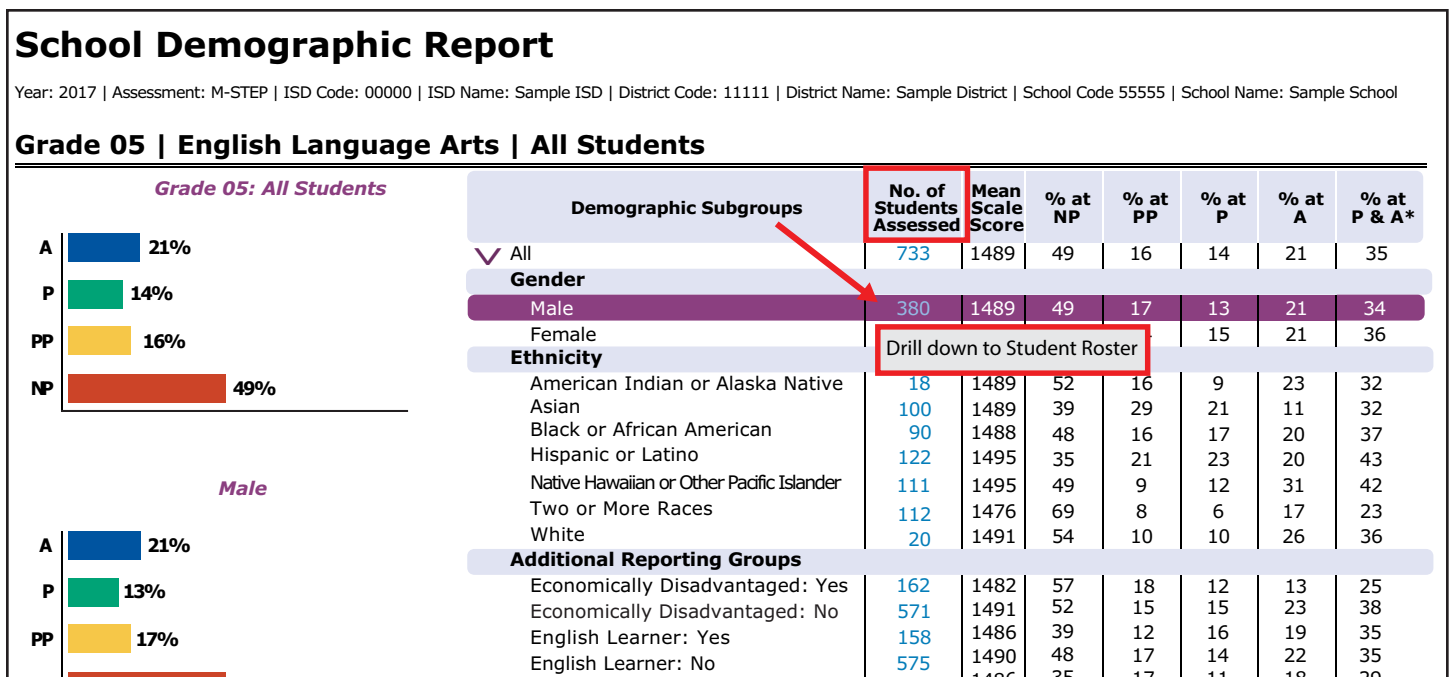 School Demographic Report
Year: 2017 | Assessment: M-STEP | ISD Code: 00000 | ISD Name: Sample ISD | District Code: 11111 | District Name: Sample District | School Code 55555 | School Name: Sample School
Grade 05 | English Language Arts | All Students
Grade 05: All Students
A 21%
P 14%
PP 16%
NP 49%
Male
A 21%
P 13%
PP 17%
Demographic Subgroups No. of Students Assessed Mean Scale Score % at NP % at PP % at P % at A % at P & A*
All 733 1489 49 16 14 21 35
Gender
Male 380 1489 49 17 13 21 34
Female 15 21 36
Drill down to Student Roster
Ethnicity
American Indian or Alaska Native 18 1489 52 16 9 23 32
Asian 100 1489 39 29 21 11 32
Black or African American 90 1488 48 16 17 20 37
Hispanic or Latino 122 1495 35 21 23 20 43
Native Hawaiian or Other Pacific Islander 111 1495 49 9 12 31 42
Two or More Races 112 1476 69 8 6 17 23
White 20 1491 54 10 10 26 36
Additional Reporting Groups
Economically Disadvantaged: Yes 162 1482 57 18 12 13 25
Economically Disadvantaged: No 571 1491 52 15 15 23 38
English Learner: Yes 158 1486 39 12 16 19 35
English Learner: No 575 1490 48 17 14 22 35